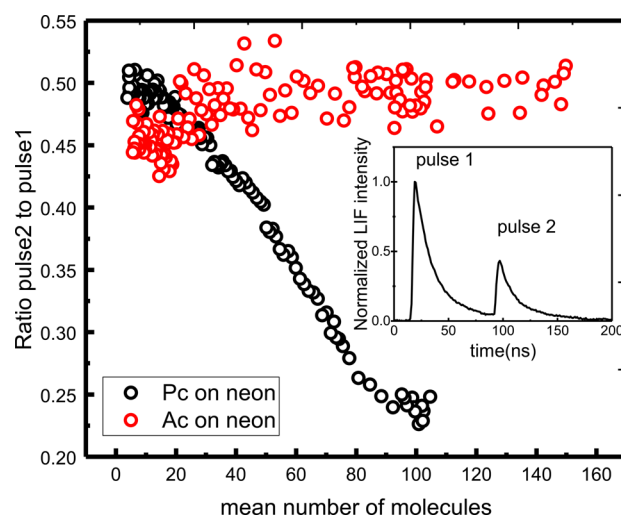 0.55
0.50
0.45
0.40
0.35
0.30
0.25
0.20
Ratio pulse2 to pulse1
0 20 40 60 80 100 120 140 160
mean number of molecules
Pc on neon
Ac on neon
pulse 1
pulse 2
Normalized LIF intensity
1.0
0.5
0.0
0 50 100 150 200
time(ns)